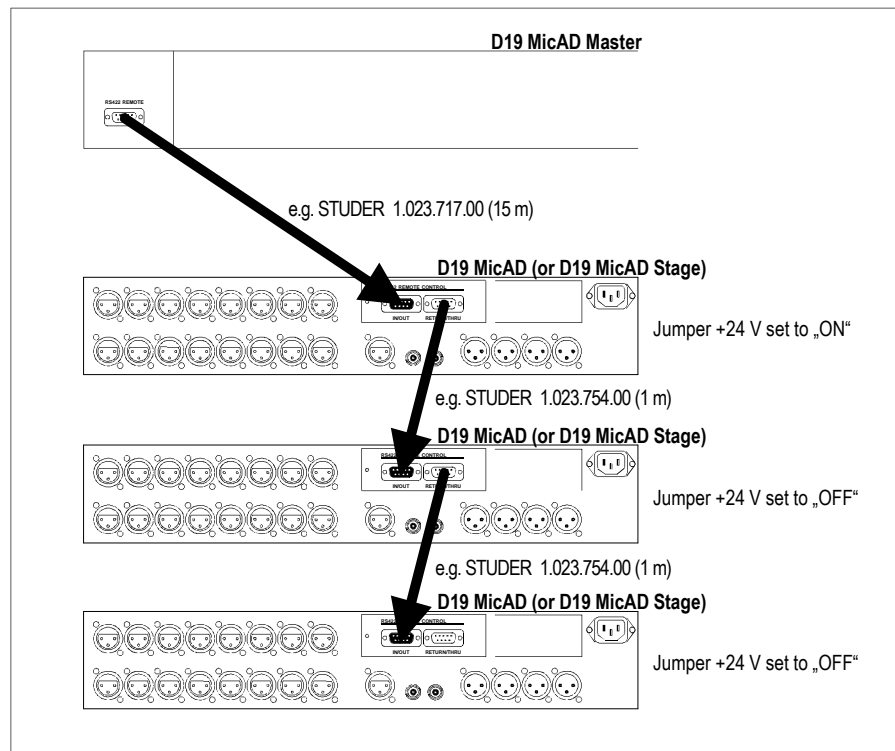 D19 MicAD Master
RS422 REMOTE
e.g. STUDER 1.023.717.00 (15 m)
D19 MicAD (or D19 MicAD Stage)
REMOTE CONTROL
IN/OUT
Jumper +24 V set to „ON“
e.g. STUDER 1.023.754.00 (1 m)
D19 MicAD (or D19 MicAD Stage)
CONTROL
IN/OUT
Jumper +24 V set to „OFF“
e.g. STUDER 1.023.754.00 (1 m)
D19 MicAD (or D19 MicAD Stage)
CONTROL
IN/OUT RETURN/THRU
Jumper +24 V set to „OFF“